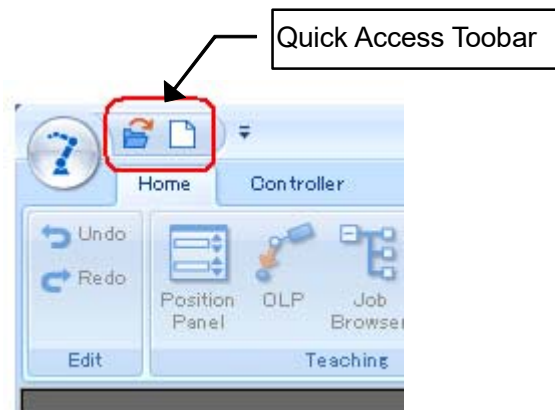 Quick Access Toobar
Home Controller
Undo
Redo
Position Panel
OLP
Job Browser
Edit Teaching